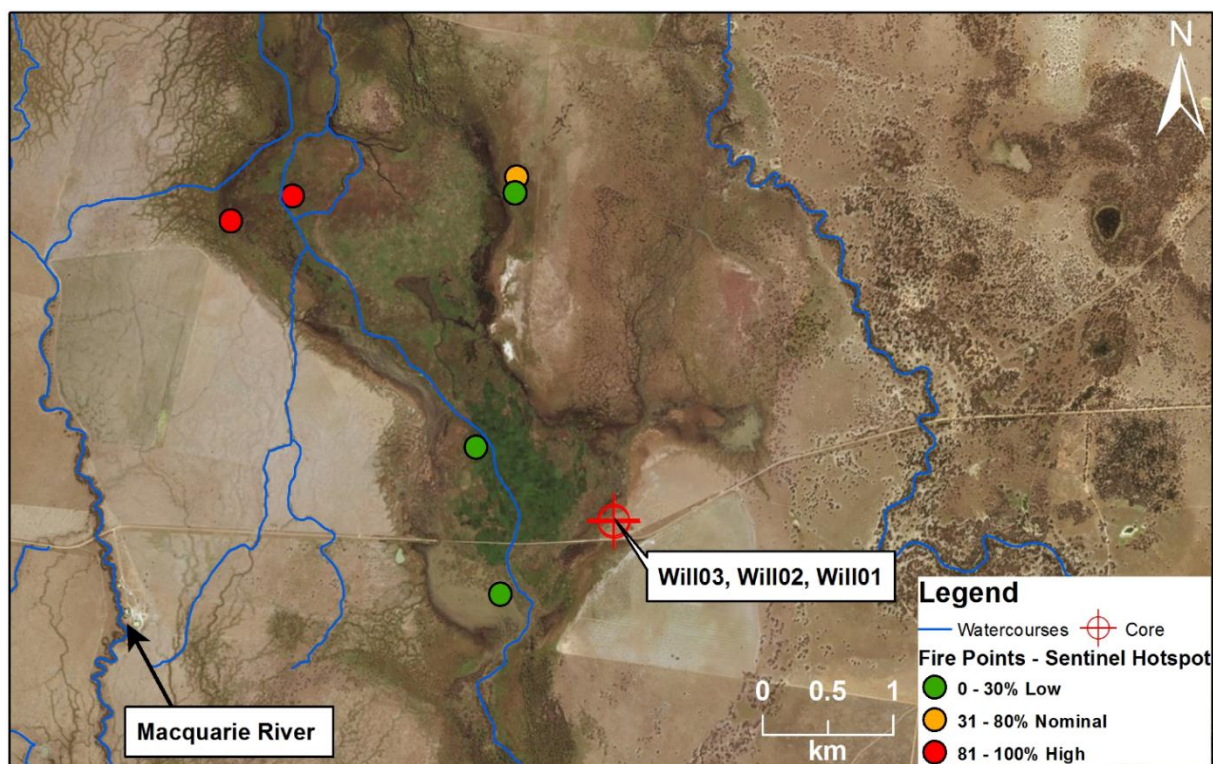 N
Will03, Will02, Will01
Macquarie River
0 0.5 1
km
Legend
Watercourses Core
Fire Points - Sentinel Hotspot
0 - 30% Low
31 - 80% Nominal
81 - 100% High